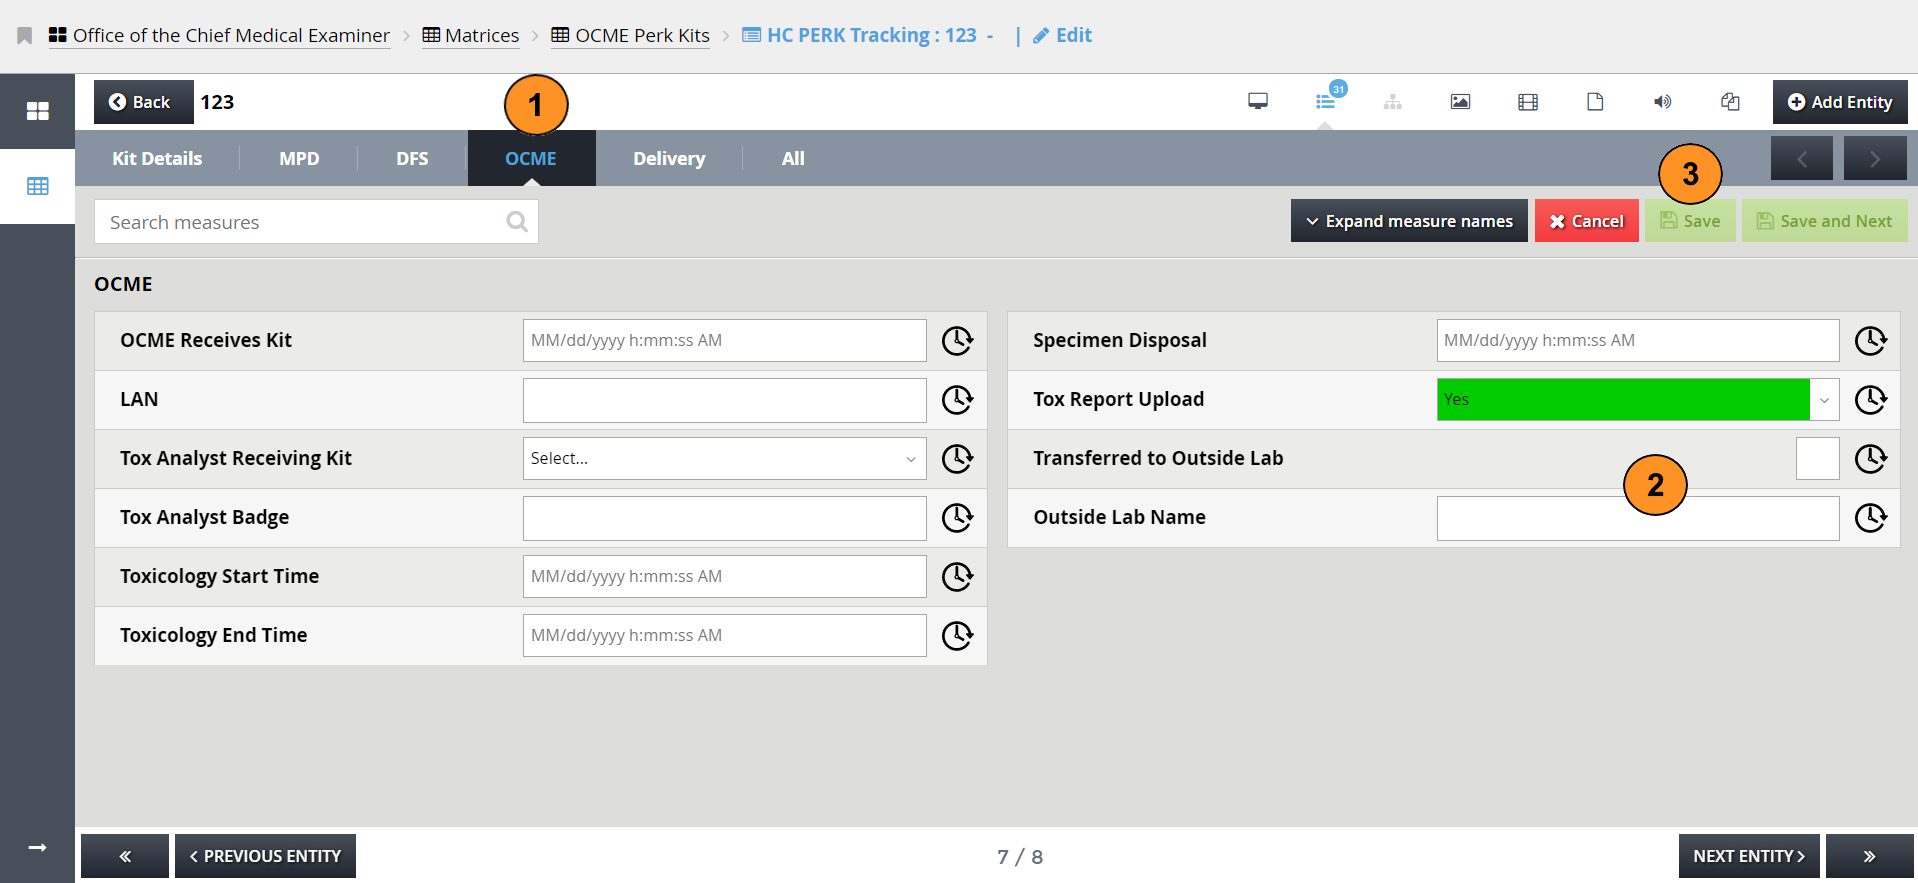 Office of the Chief Medical Examiner > Matrices > OCME Perk Kits > HC PERK Tracking : 123 - | Edit
Back 123 1 31 Add Entity
Kit Details MPD DFS OCME Delivery All
3
Search measures Expand measure names Cancel Save Save and Next
OCME
OCME Receives Kit MM/dd/yyyy h:mm:ss AM Specimen Disposal MM/dd/yyyy h:mm:ss AM
LAN Tox Report Upload Yes
Tox Analyst Receiving Kit Select... Transferred to Outside Lab
2
Tox Analyst Badge Outside Lab Name
Toxicology Start Time MM/dd/yyyy h:mm:ss AM
Toxicology End Time MM/dd/yyyy h:mm:ss AM
« < PREVIOUS ENTITY 7 / 8 NEXT ENTITY > »